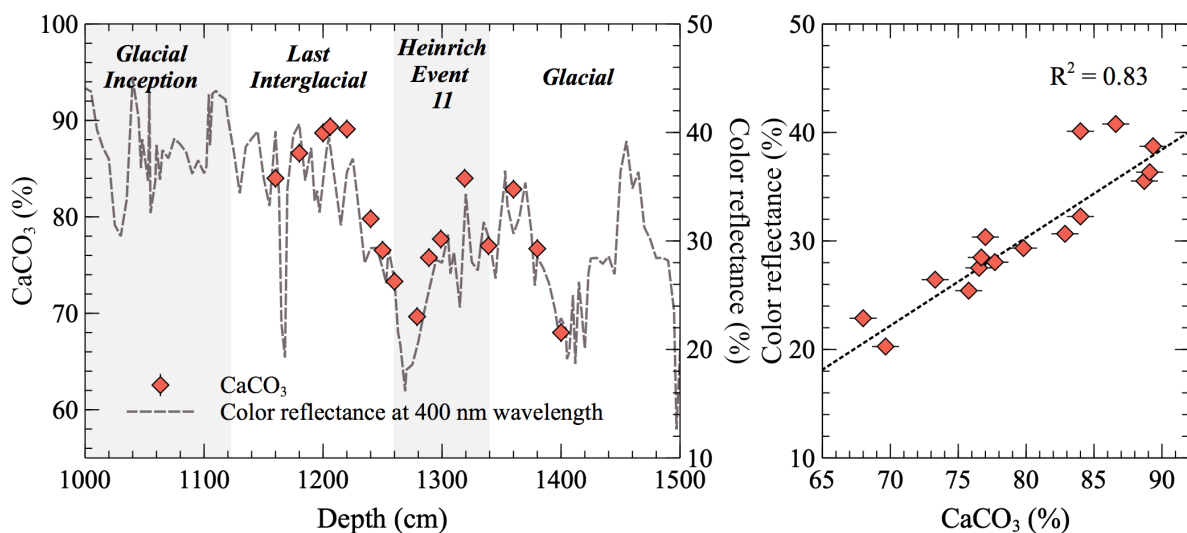 100
90
80
70
60
CaCO₃ (%)
Glacial
Inception
Last
Interglacial
Heinrich
Event
11
Glacial
CaCO₃
Color reflectance at 400 nm wavelength
1000
1100
1200
1300
1400
1500
Depth (cm)
50
40
30
20
10
Color reflectance (%)
Color reflectance (%)
50
40
30
20
10
R² = 0.83
65
70
75
80
85
90
CaCO₃ (%)